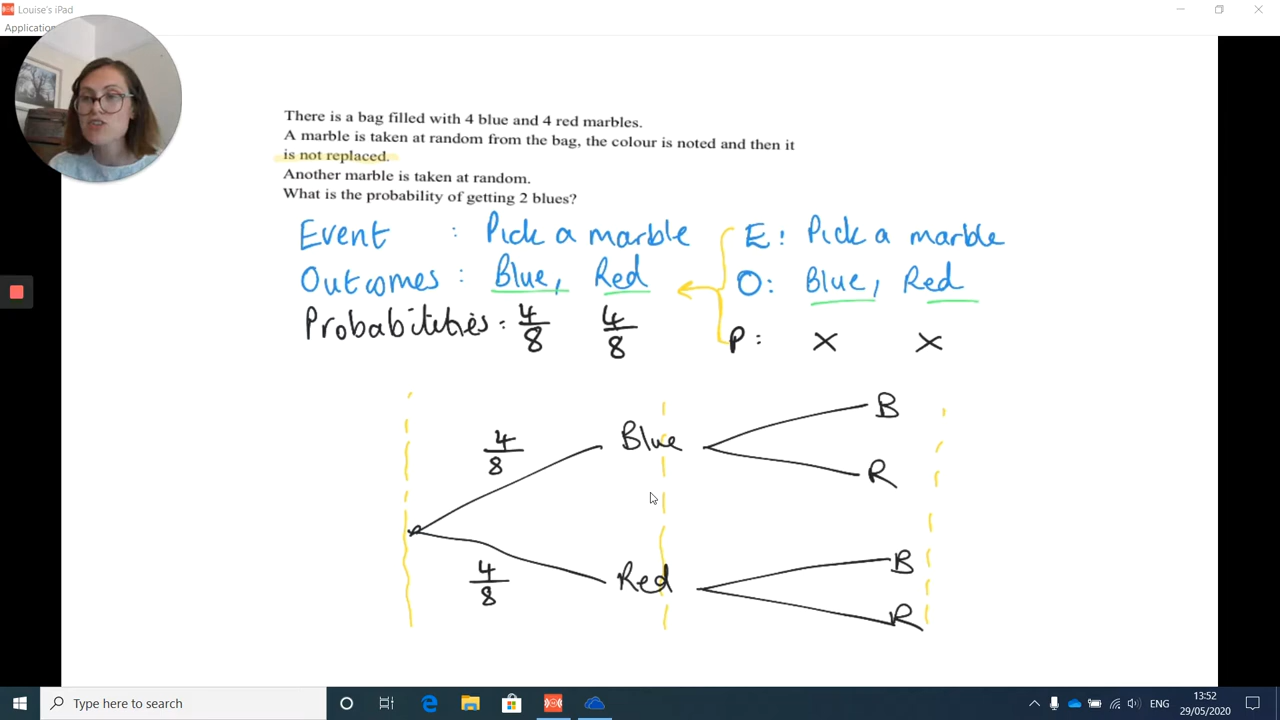 Louise's iPad
Application
There is a bag filled with 4 blue and 4 red marbles.
A marble is taken at random from the bag, the colour is noted and then it
is not replaced.
Another marble is taken at random.
What is the probability of getting 2 blues?
Event : Pick a marble E: Pick a marble
Outcomes : Blue, Red O: Blue, Red
Probabilities : 4/8 4/8 P: x x
4/8 Blue B
R
4/8 Red B
R
Type here to search
ENG
13:52
29/05/2020